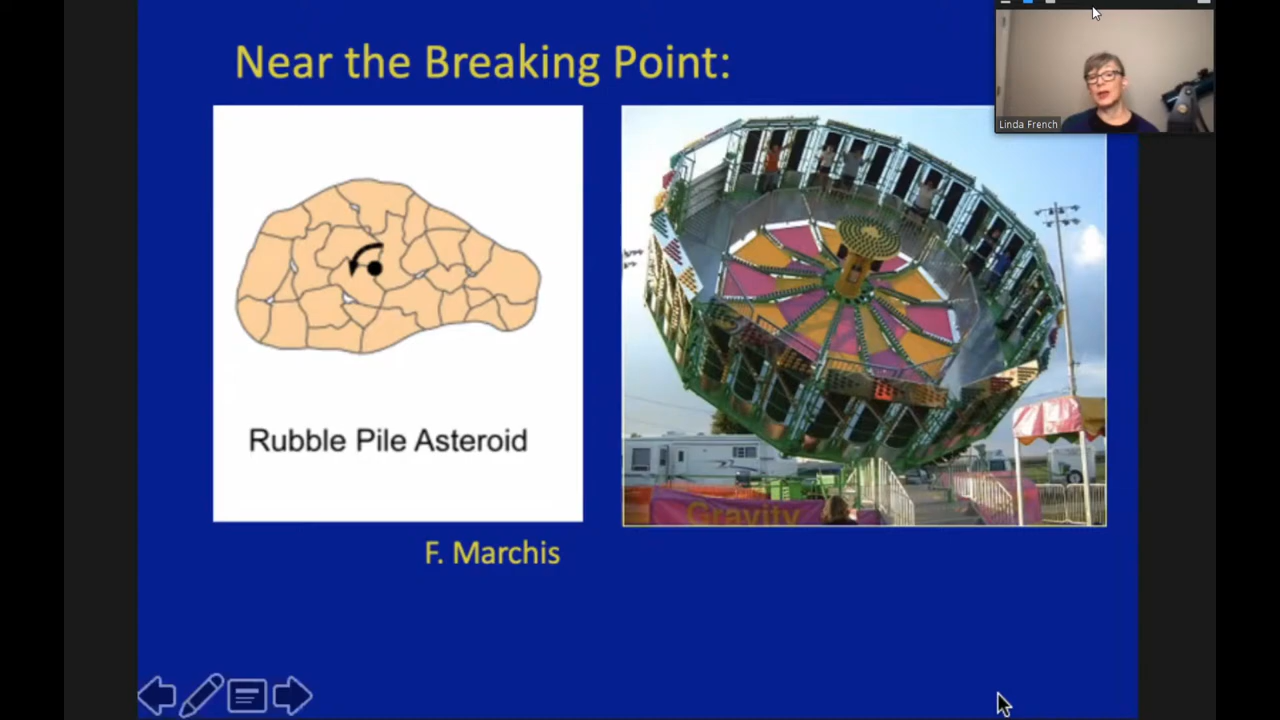 Near the Breaking Point:
Linda French
Rubble Pile Asteroid
Gravity
F. Marchis